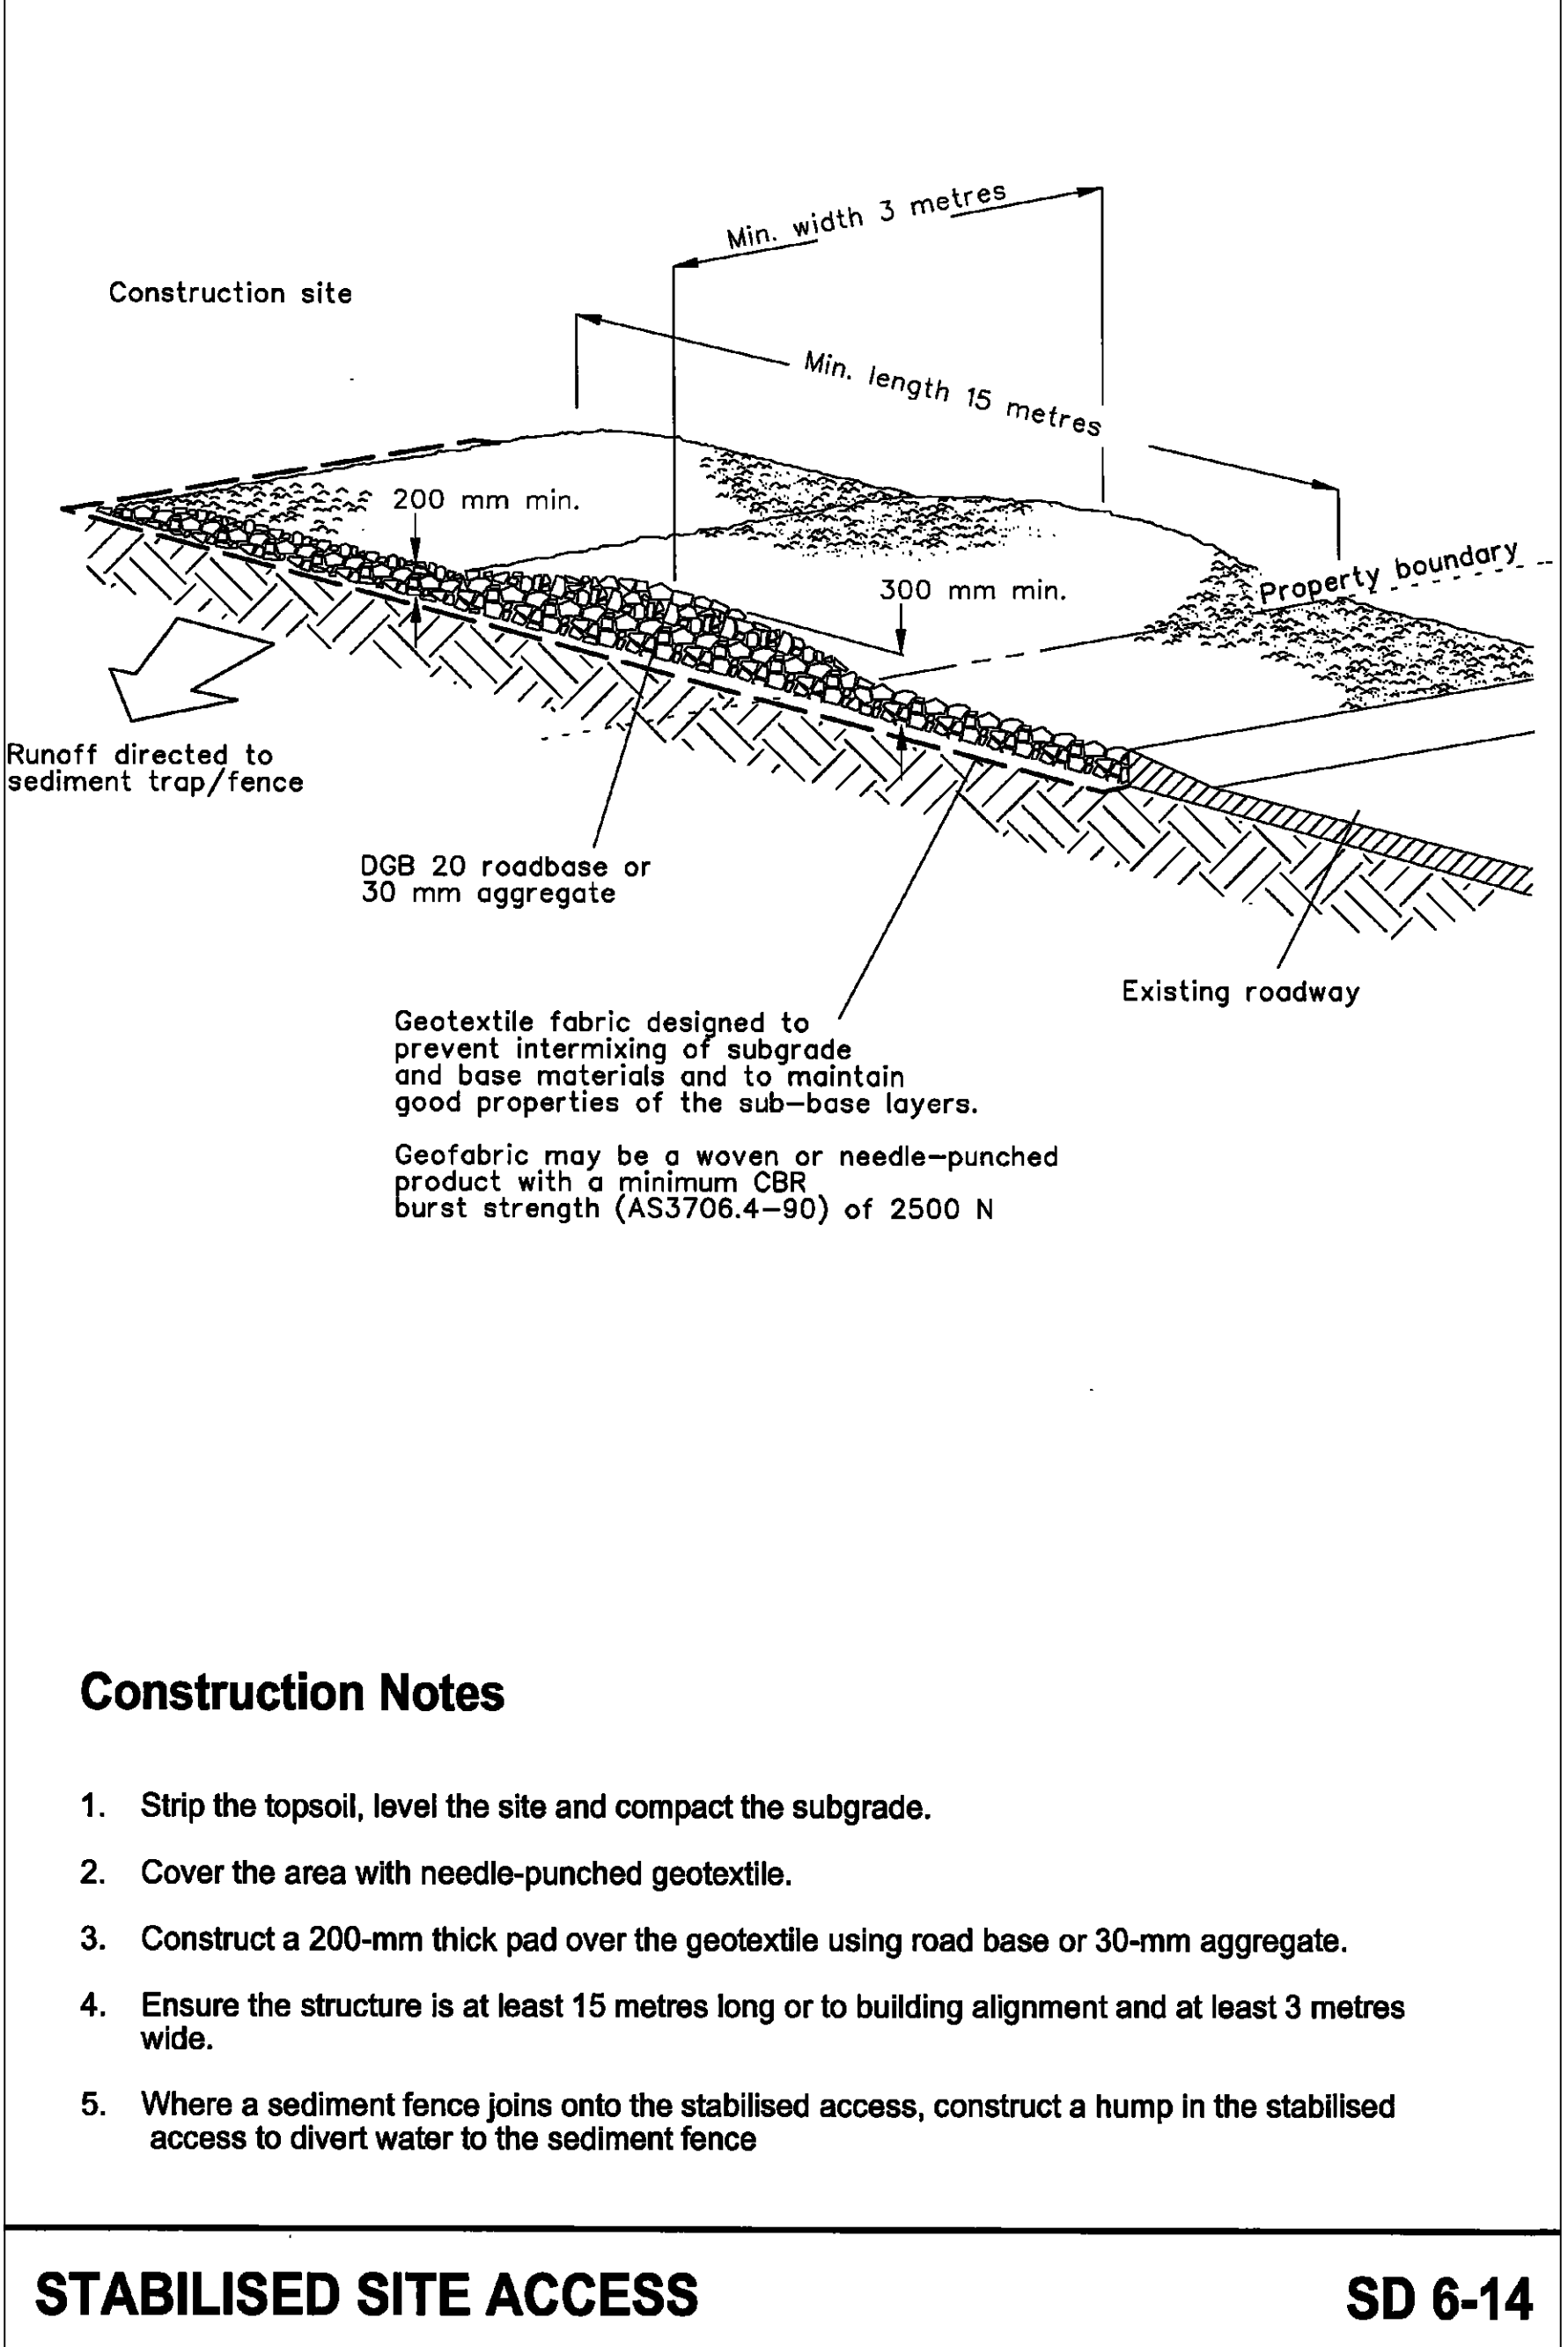 Min. width 3 metres
Construction site
Min. length 15 metres
200 mm min.
300 mm min.
Property boundary
Runoff directed to
sediment trap/fence
DGB 20 roadbase or
30 mm aggregate
Existing roadway
Geotextile fabric designed to
prevent intermixing of subgrade
and base materials and to maintain
good properties of the sub-base layers.
Geofabric may be a woven or needle-punched
product with a minimum CBR
burst strength (AS3706.4-90) of 2500 N
Construction Notes
1. Strip the topsoil, level the site and compact the subgrade.
2. Cover the area with needle-punched geotextile.
3. Construct a 200-mm thick pad over the geotextile using road base or 30-mm aggregate.
4. Ensure the structure is at least 15 metres long or to building alignment and at least 3 metres
wide.
5. Where a sediment fence joins onto the stabilised access, construct a hump in the stabilised
access to divert water to the sediment fence
STABILISED SITE ACCESS
SD 6-14